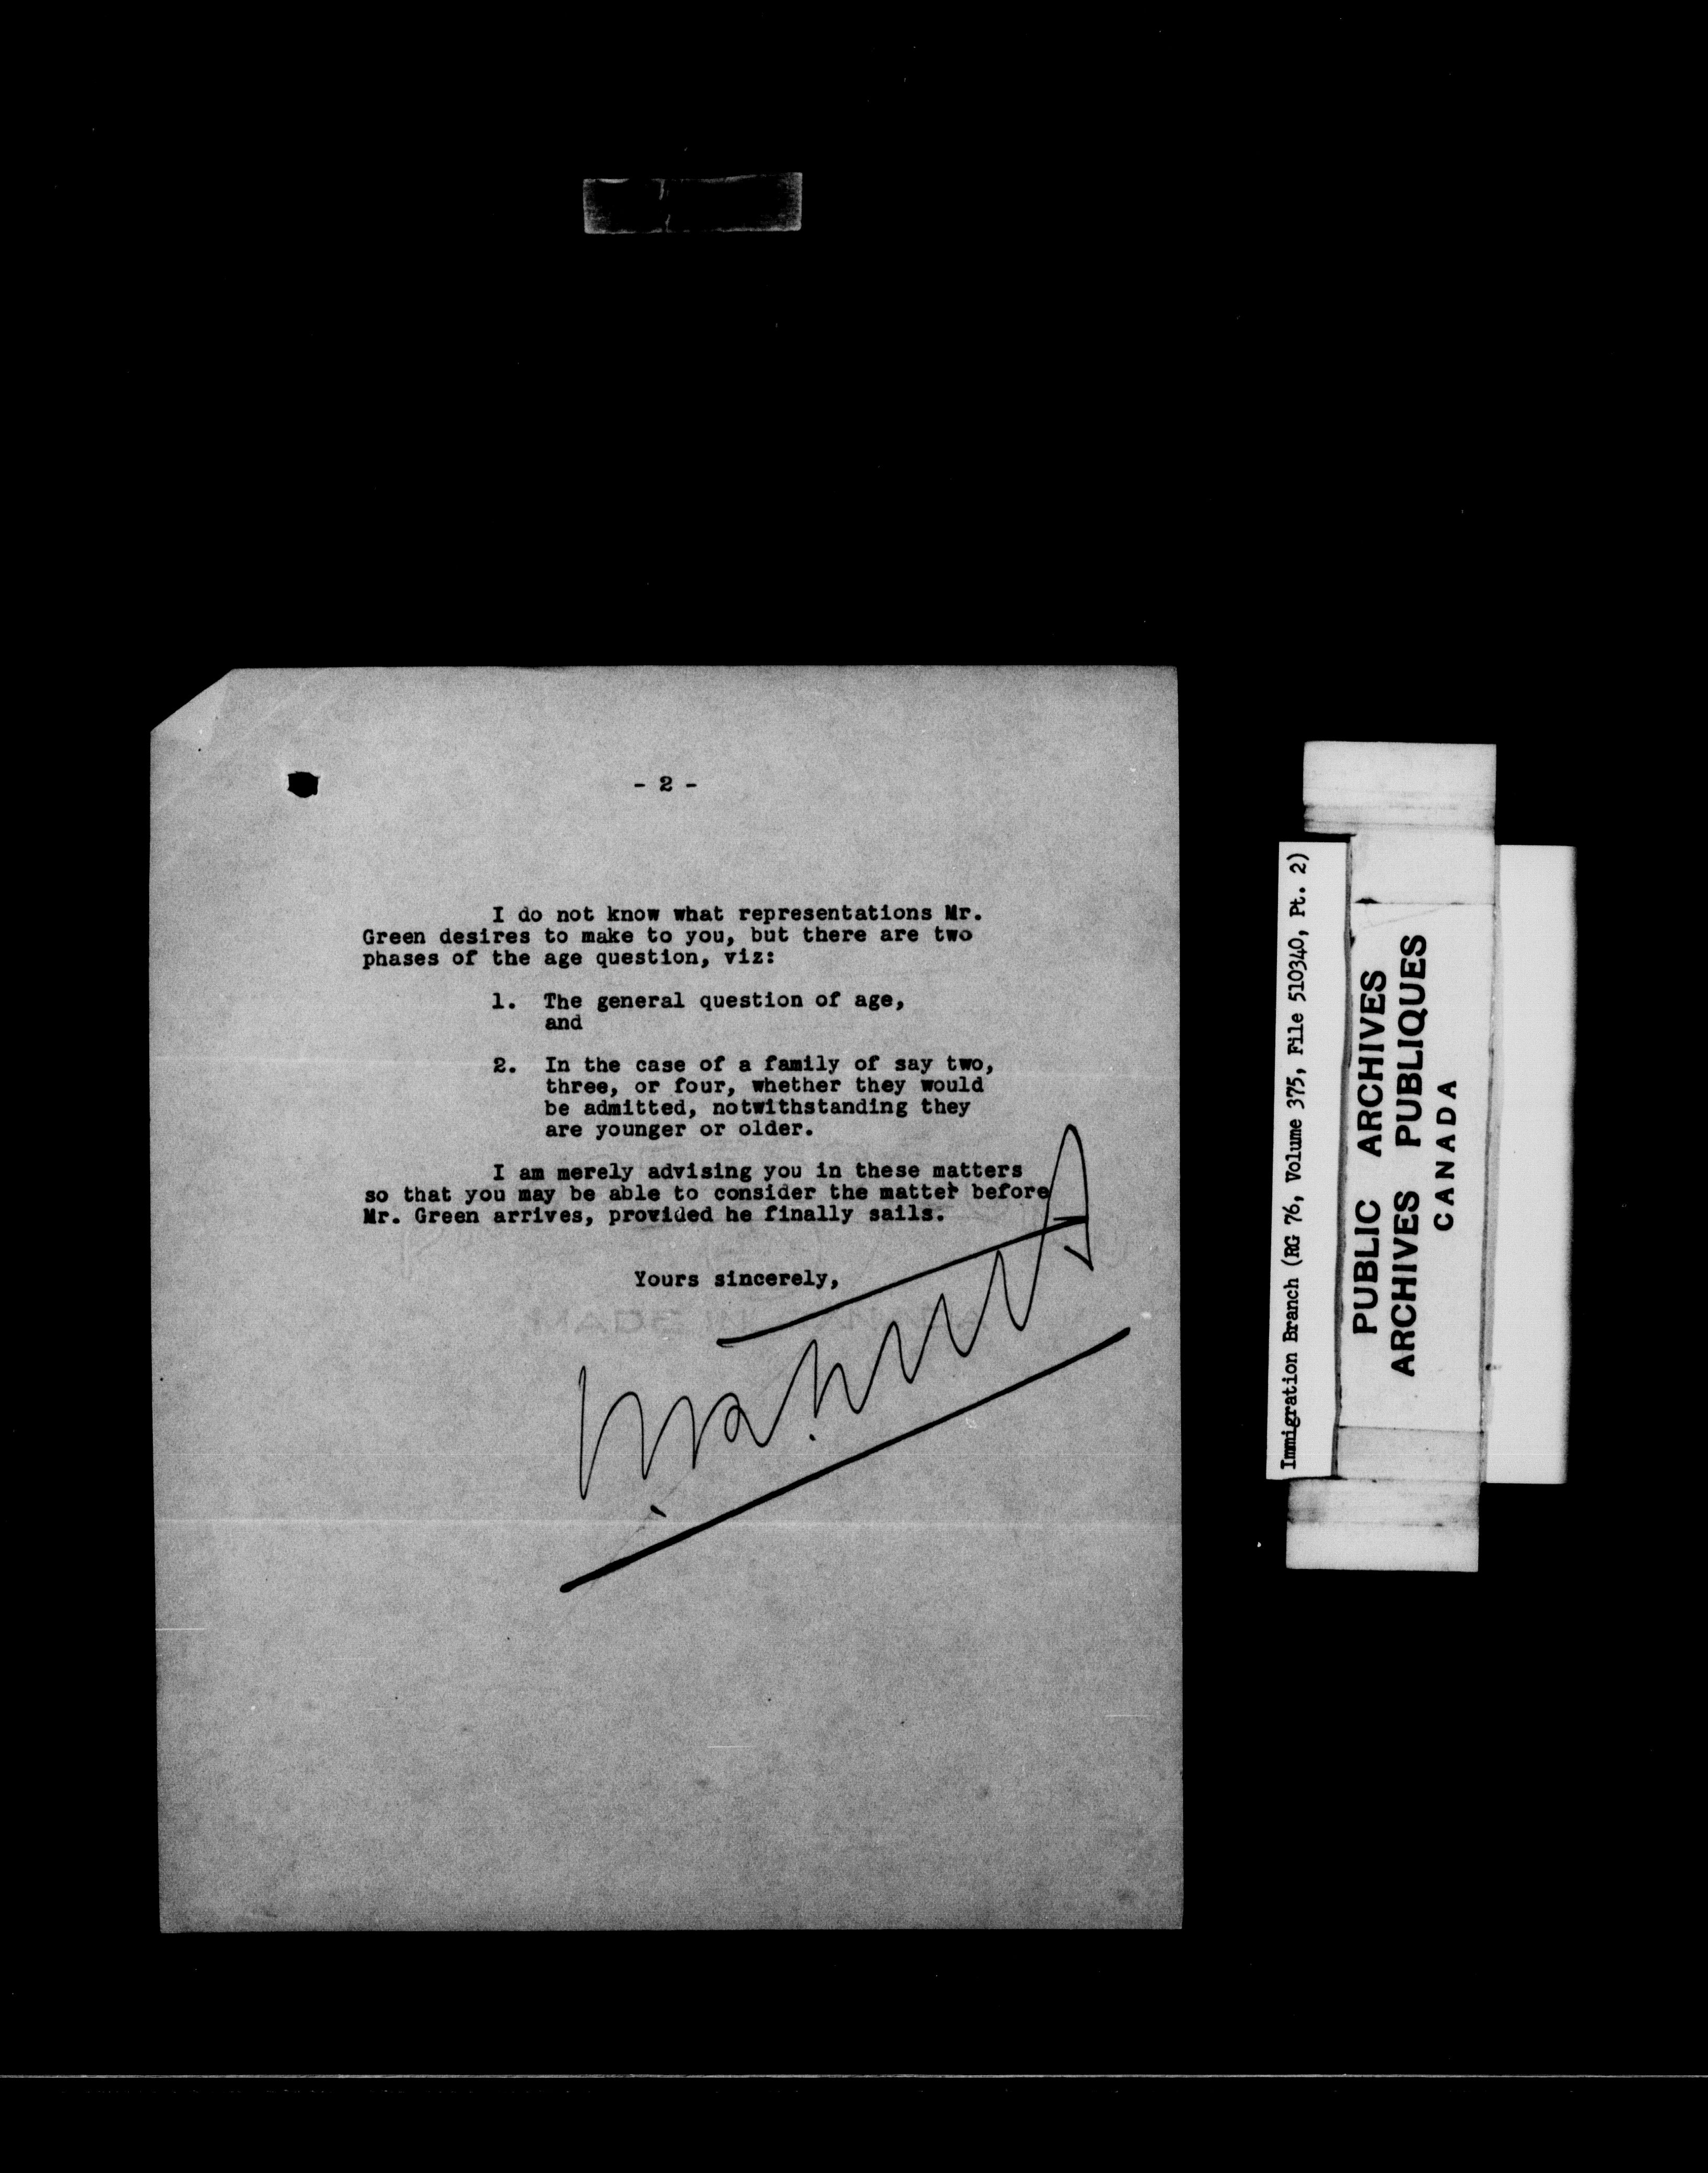 - 2 -
I do not know what representations Mr.
Green desires to make to you, but there are two
phases of the age question, viz:
1. The general question of age,
and
2. In the case of a family of say two,
three, or four, whether they would
be admitted, notwithstanding they
are younger or older.
I am merely advising you in these matters
so that you may be able to consider the matter before
Mr. Green arrives, provided he finally sails.
Yours sincerely,
Immigration Branch (RG 76, Volume 375, File 510340, Pt. 2)
PUBLIC ARCHIVES
ARCHIVES PUBLIQUES
CANADA